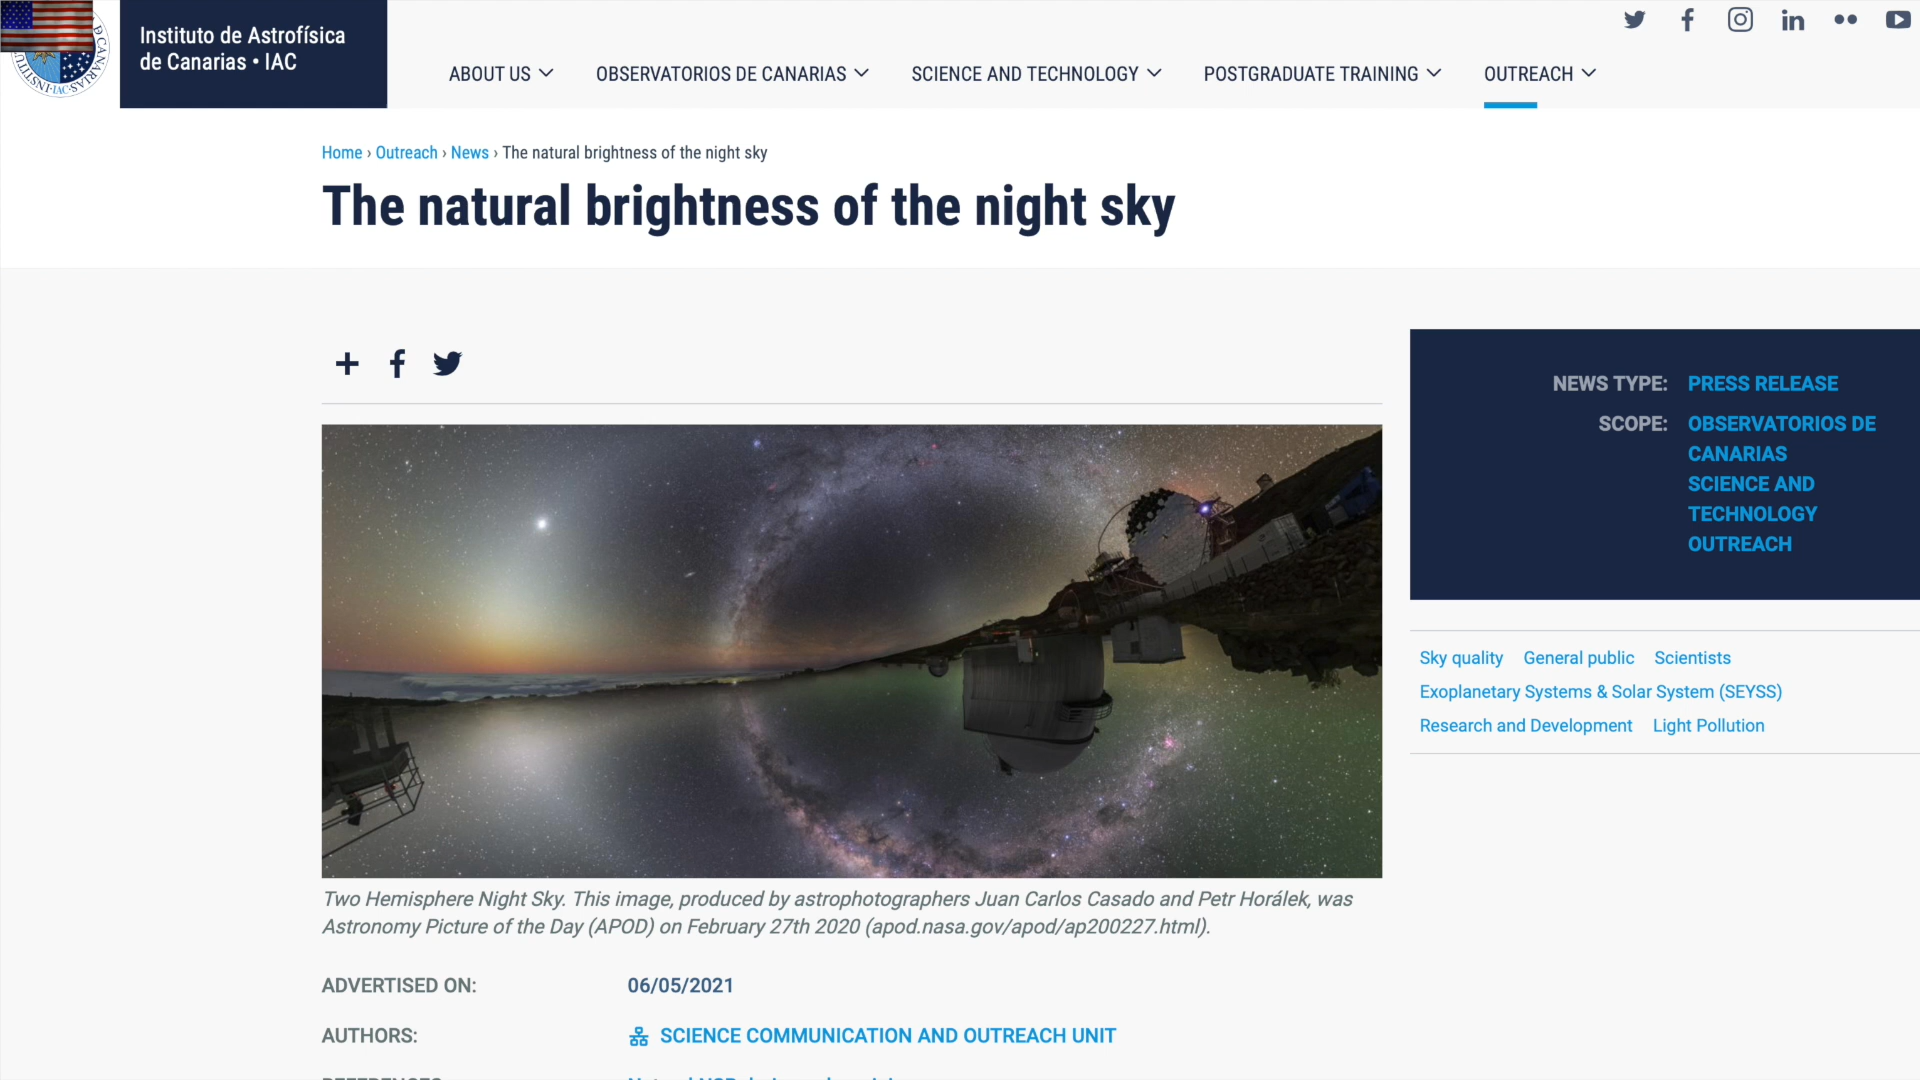 Instituto de Astrofísica
de Canarias • IAC
ABOUT US
OBSERVATORIOS DE CANARIAS
SCIENCE AND TECHNOLOGY
POSTGRADUATE TRAINING
OUTREACH
Home › Outreach › News › The natural brightness of the night sky
The natural brightness of the night sky
NEWS TYPE: PRESS RELEASE
SCOPE: OBSERVATORIOS DE
CANARIAS
SCIENCE AND
TECHNOLOGY
OUTREACH
Sky quality General public Scientists
Exoplanetary Systems & Solar System (SEYSS)
Research and Development Light Pollution
Two Hemisphere Night Sky. This image, produced by astrophotographers Juan Carlos Casado and Petr Horálek, was
Astronomy Picture of the Day (APOD) on February 27th 2020 (apod.nasa.gov/apod/ap200227.html).
ADVERTISED ON: 06/05/2021
AUTHORS: SCIENCE COMMUNICATION AND OUTREACH UNIT